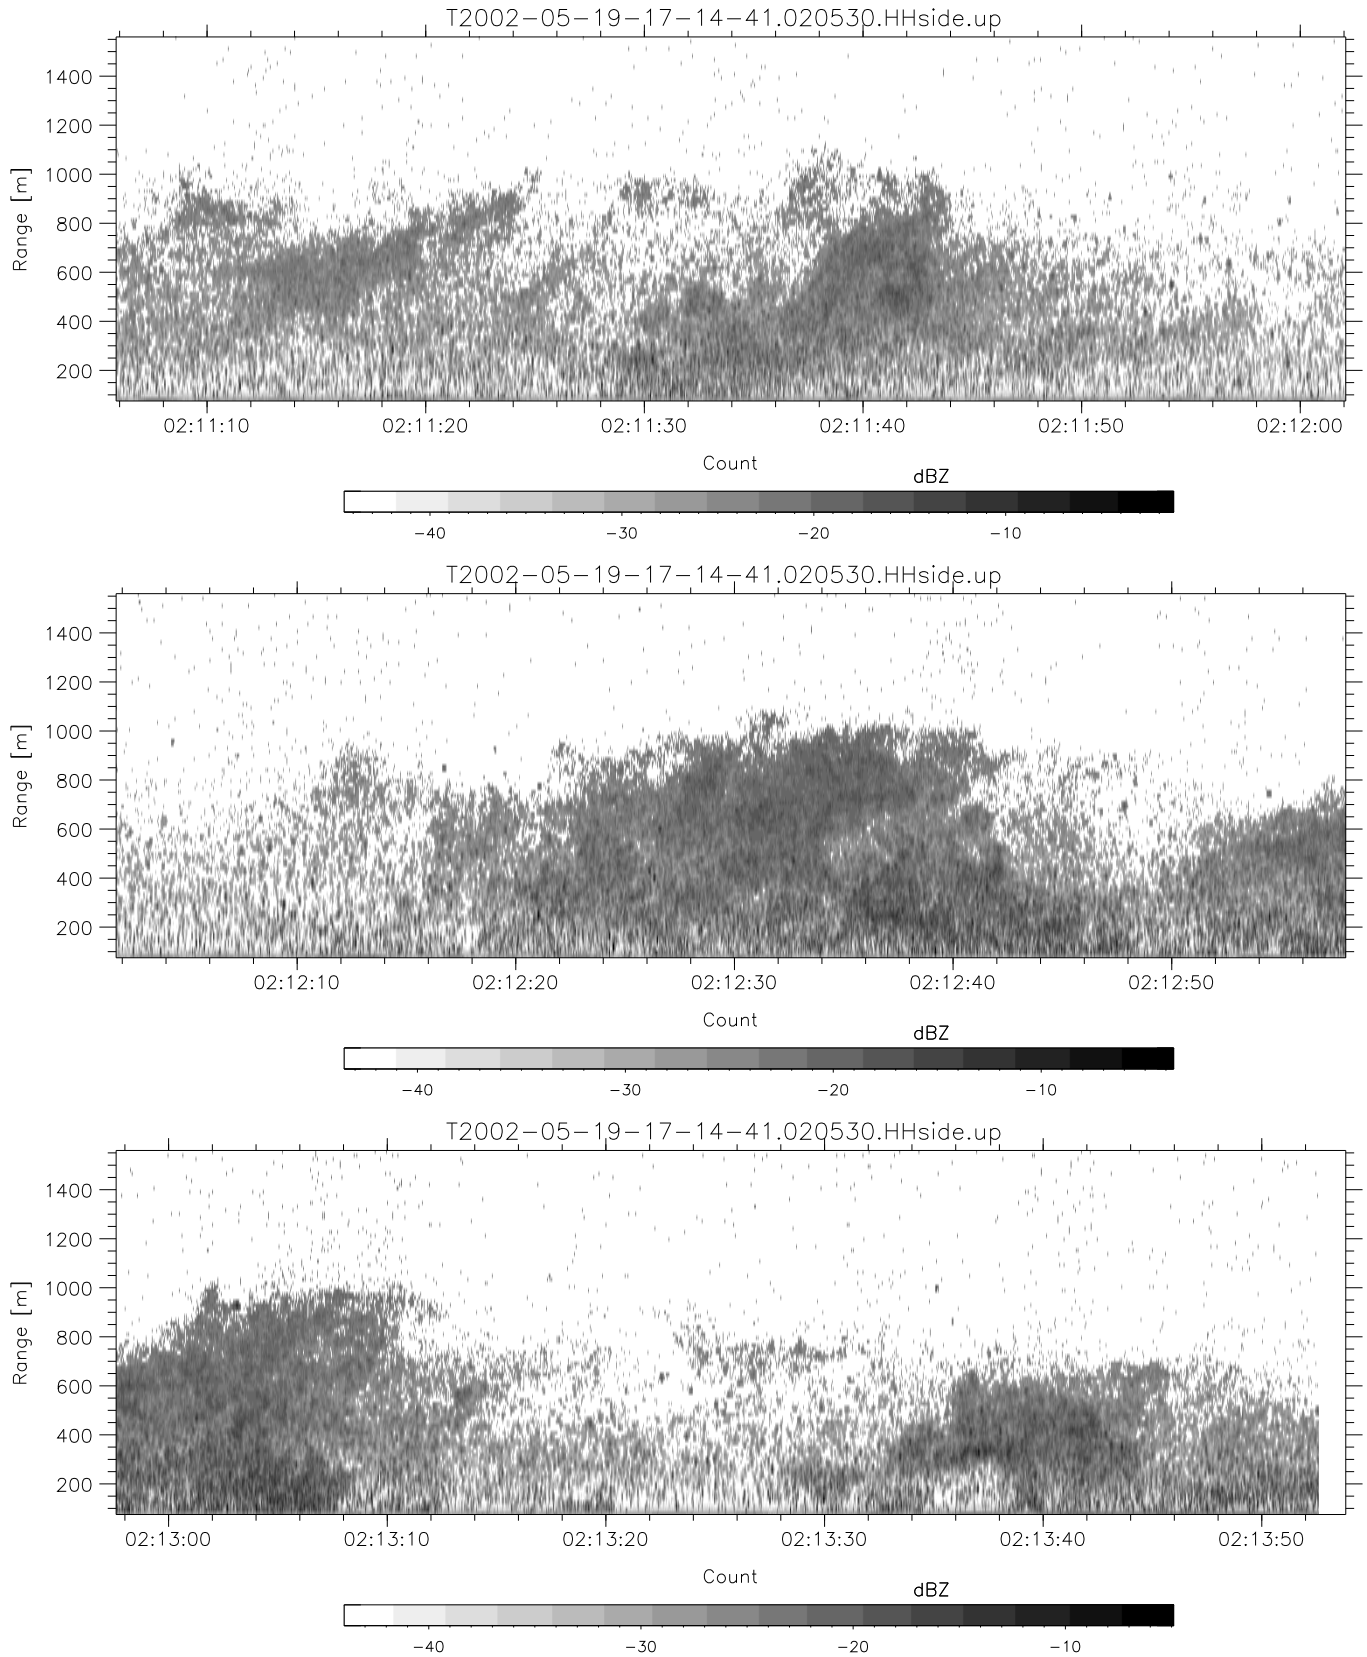 T2002-05-19-17-14-41.020530.HHside.up
1400
1200
1000
800
600
400
200
Range [m]
02:11:10 02:11:20 02:11:30 02:11:40 02:11:50 02:12:00
Count
dBZ
-40 -30 -20 -10
T2002-05-19-17-14-41.020530.HHside.up
1400
1200
1000
800
600
400
200
Range [m]
02:12:10 02:12:20 02:12:30 02:12:40 02:12:50
Count
dBZ
-40 -30 -20 -10
T2002-05-19-17-14-41.020530.HHside.up
1400
1200
1000
800
600
400
200
Range [m]
02:13:00 02:13:10 02:13:20 02:13:30 02:13:40 02:13:50
Count
dBZ
-40 -30 -20 -10